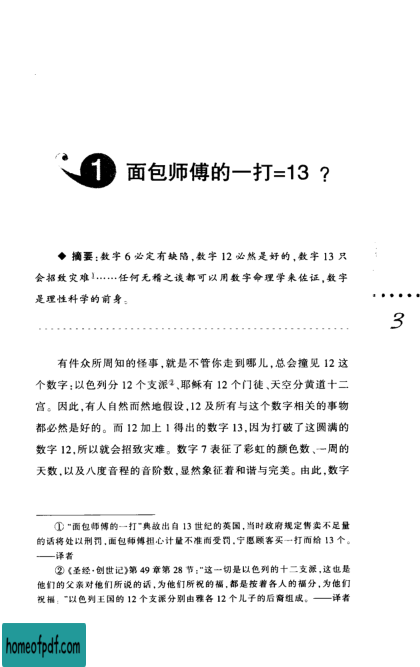 1 面包师傅的一打=13 ?
◆ 摘要:数字 6 必定有缺陷,数字 12 必然是好的,数字 13 只
会招致灾难!……任何无稽之谈都可以用数字命理学来佐证,数字
是理性科学的前身。
3
有件众所周知的怪事,就是不管你走到哪儿,总会撞见 12 这
个数字:以色列分 12 个支派②、耶稣有 12 个门徒、天空分黄道十二
宫。因此,有人自然而然地假设,12 及所有与这个数字相关的事物
都必然是好的。而 12 加上 1 得出的数字 13,因为打破了这圆满的
数字 12,所以就会招致灾难。数字 7 表征了彩虹的颜色数、一周的
天数,以及八度音程的音阶数,显然象征着和谐与完美。由此,数字
① “面包师傅的一打”典故出自 13 世纪的英国,当时政府规定售卖不足量
的话将处以刑罚,面包师傅担心计量不准而受罚,宁愿顾客买一打而给 13 个。
——译者
② 《圣经·创世记》第 49 章第 28 节:“这一切是以色列的十二支派,这也是
他们的父亲对他们所说的话,为他们所祝的福,都是按着各人的福分,为他们
祝福。”以色列王国的 12 个支派分别由雅各 12 个儿子的后裔组成。——译者
homeofpdf.com